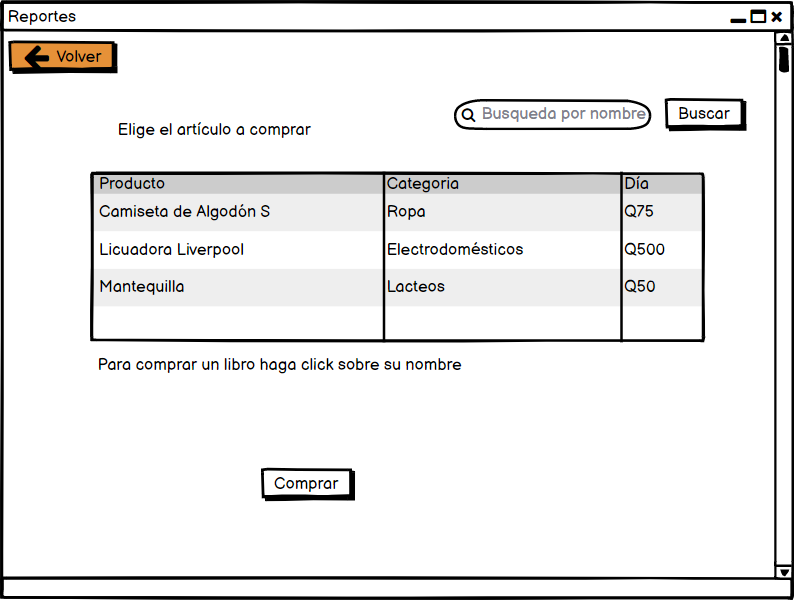 Reportes
Volver
Busqueda por nombre
Buscar
Elige el artículo a comprar
Producto Categoria Día
Camiseta de Algodón S Ropa Q75
Licuadora Liverpool Electrodomésticos Q500
Mantequilla Lacteos Q50
Para comprar un libro haga click sobre su nombre
Comprar